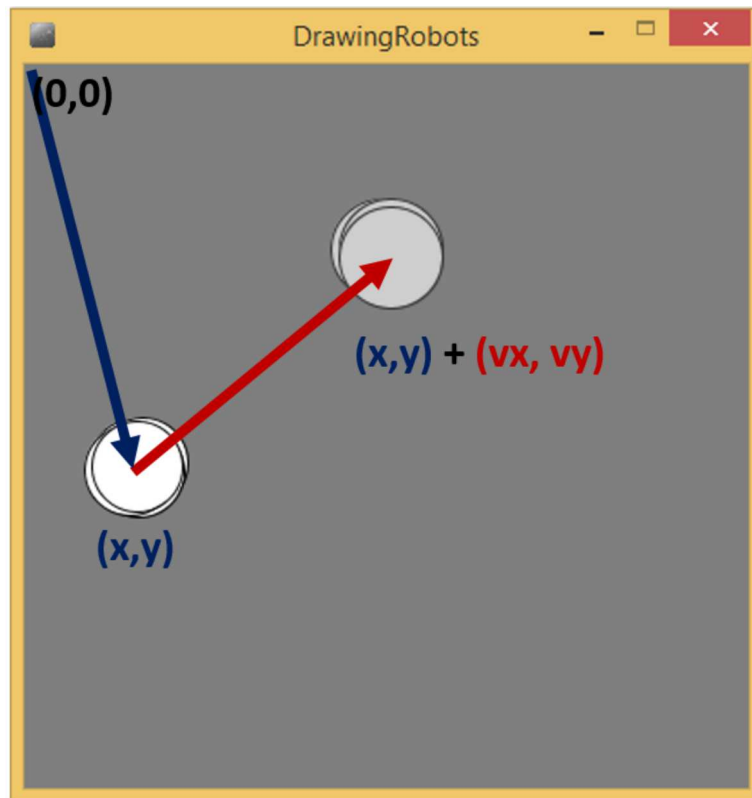 DrawingRobots
(0,0)
(x,y) + (vx, vy)
(x,y)